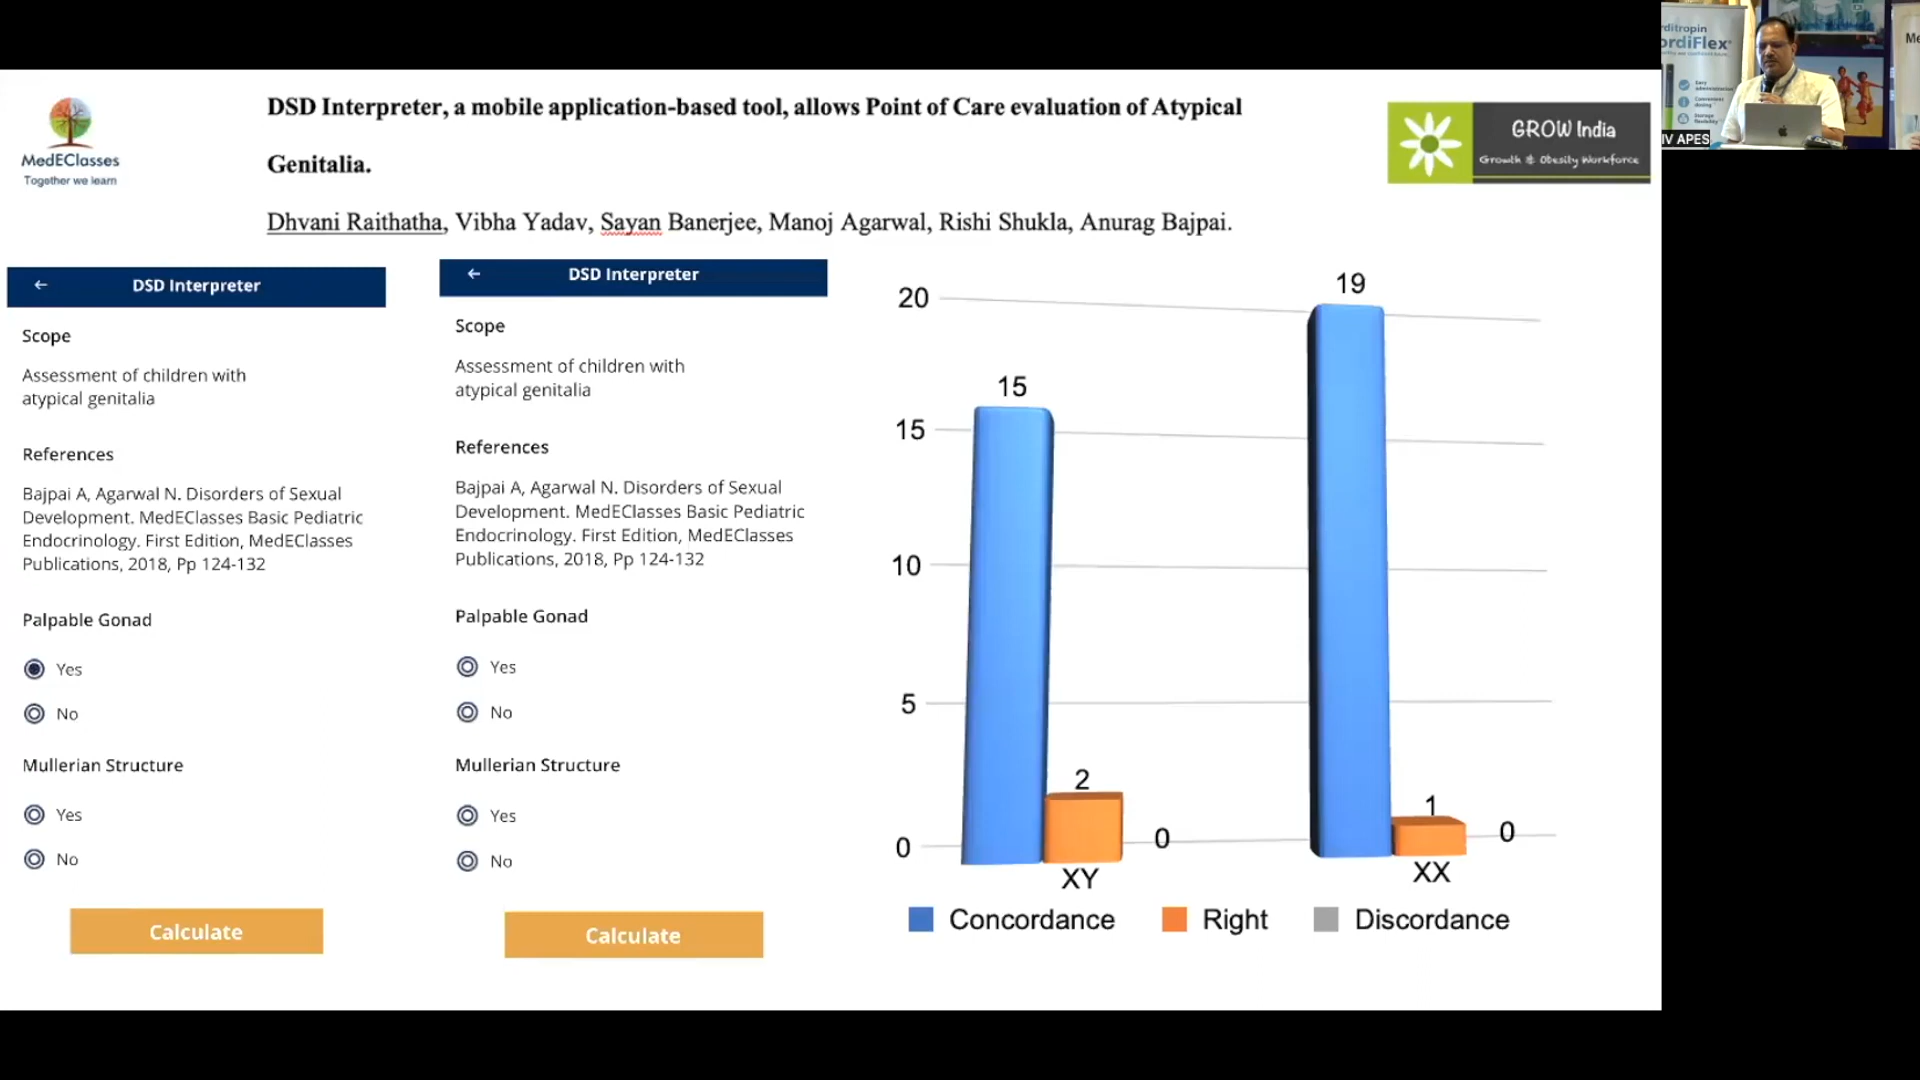 DSD Interpreter, a mobile application-based tool, allows Point of Care evaluation of Atypical
Genitalia.
Dhvani Raithatha, Vibha Yadav, Sayan Banerjee, Manoj Agarwal, Rishi Shukla, Anurag Bajpai.
MedEClasses
Together we learn
GROW India
Growth & Obesity Workforce
DSD Interpreter
Scope
Assessment of children with
atypical genitalia
References
Bajpai A, Agarwal N. Disorders of Sexual
Development. MedEClasses Basic Pediatric
Endocrinology. First Edition, MedEClasses
Publications, 2018, Pp 124-132
Palpable Gonad
Yes
No
Mullerian Structure
Yes
No
Calculate
DSD Interpreter
Scope
Assessment of children with
atypical genitalia
References
Bajpai A, Agarwal N. Disorders of Sexual
Development. MedEClasses Basic Pediatric
Endocrinology. First Edition, MedEClasses
Publications, 2018, Pp 124-132
Palpable Gonad
Yes
No
Mullerian Structure
Yes
No
Calculate
20
15
10
5
0
15
2
0
19
1
0
XY
XX
Concordance
Right
Discordance
ditropin
ordiFlex
IV APES
Me